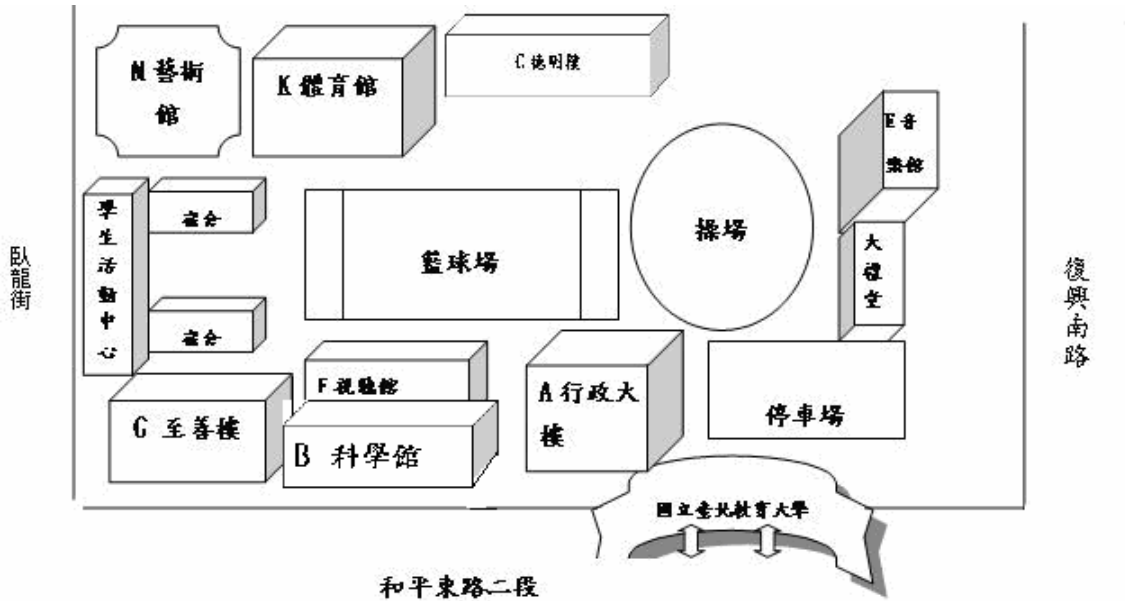 N 藝術
館
K 體育館
C 德明樓
E 音
樂館
學生活動中心
宿舍
籃球場
操場
大禮堂
臥龍街
復興南路
宿舍
F 視聽館
A 行政大
樓
停車場
G 至善樓
B 科學館
國立臺北教育大學
和平東路二段